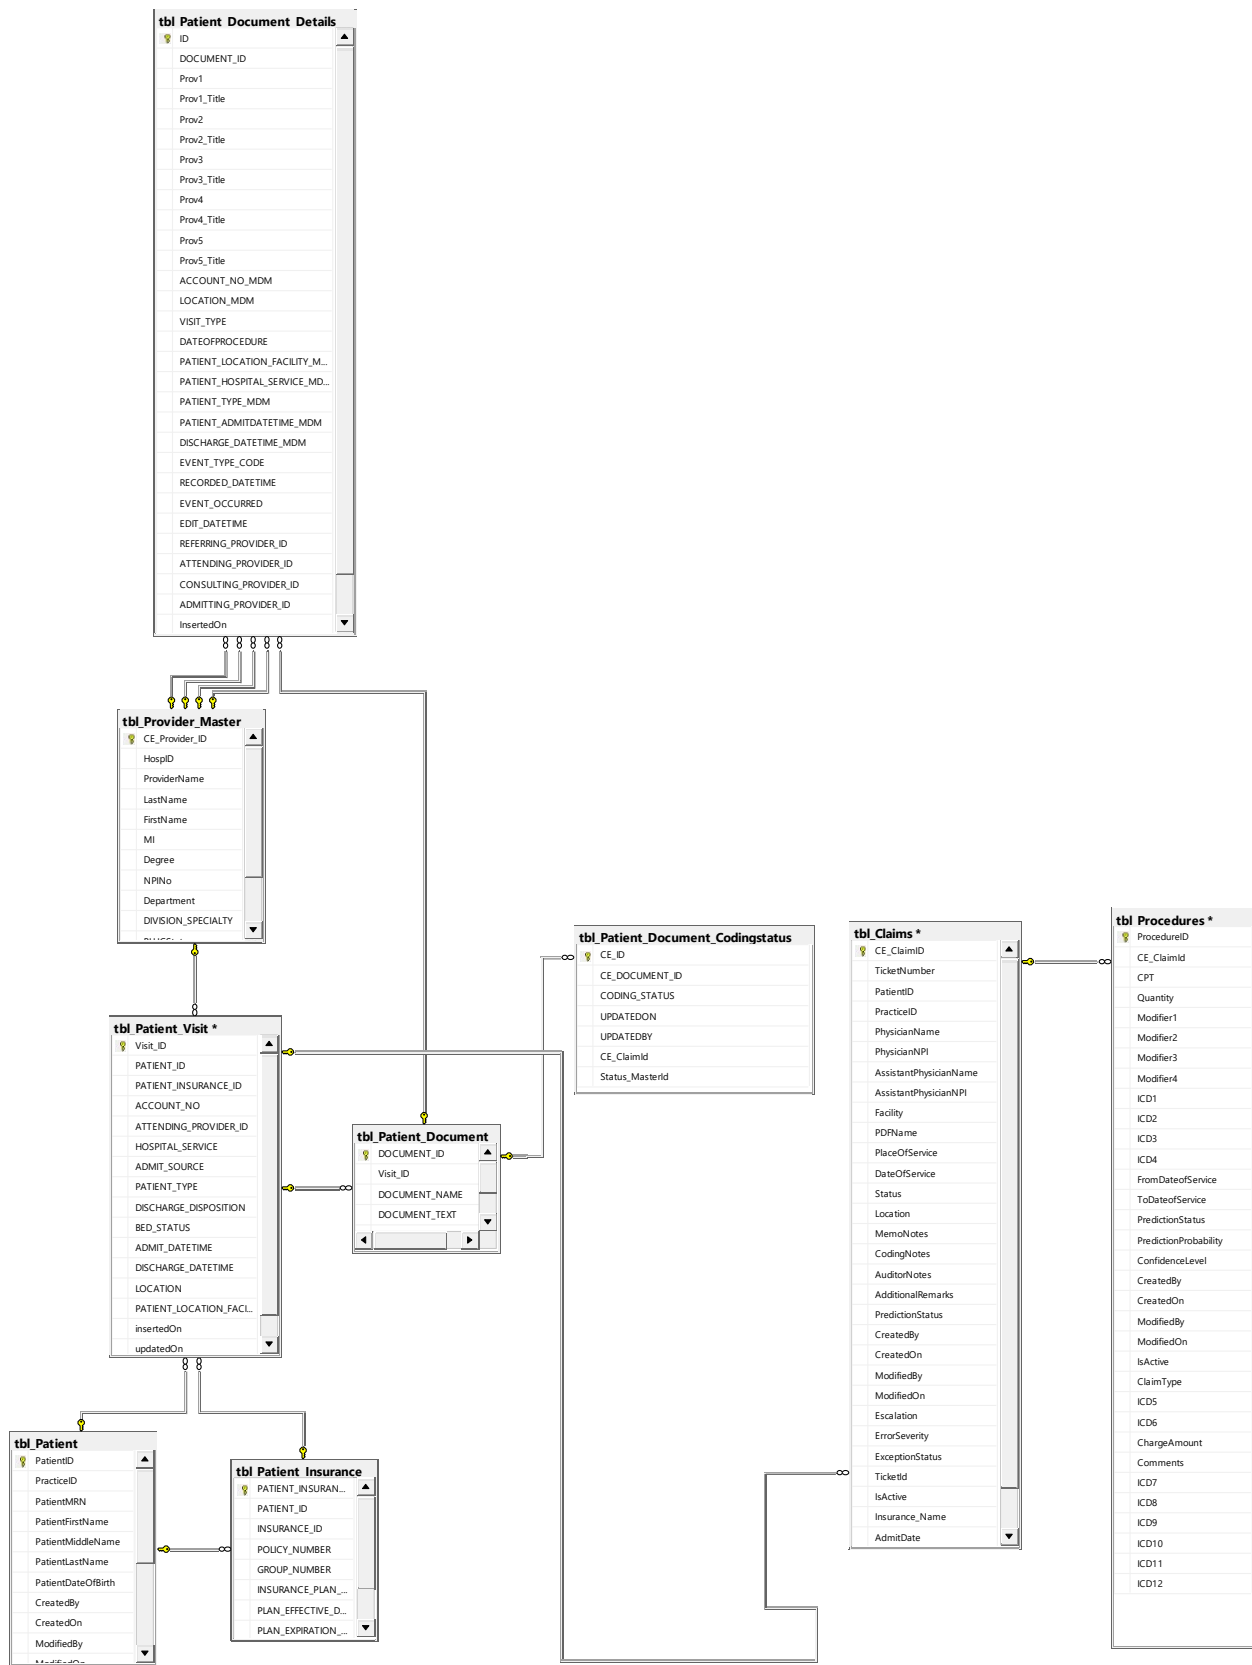 tbl_Patient_Document_Details
ID
DOCUMENT_ID
Prov1
Prov1_Title
Prov2
Prov2_Title
Prov3
Prov3_Title
Prov4
Prov4_Title
Prov5
Prov5_Title
ACCOUNT_NO_MDM
LOCATION_MDM
VISIT_TYPE
DATEOFPROCEDURE
PATIENT_LOCATION_FACILITY_M...
PATIENT_HOSPITAL_SERVICE_MD...
PATIENT_TYPE_MDM
PATIENT_ADMITDATETIME_MDM
DISCHARGE_DATETIME_MDM
EVENT_TYPE_CODE
RECORDED_DATETIME
EVENT_OCCURRED
EDIT_DATETIME
REFERRING_PROVIDER_ID
ATTENDING_PROVIDER_ID
CONSULTING_PROVIDER_ID
ADMITTING_PROVIDER_ID
InsertedOn
tbl_Provider_Master
CE_Provider_ID
HospID
ProviderName
LastName
FirstName
MI
Degree
NPINo
Department
DIVISION_SPECIALTY
tbl_Patient_Visit *
Visit_ID
PATIENT_ID
PATIENT_INSURANCE_ID
ACCOUNT_NO
ATTENDING_PROVIDER_ID
HOSPITAL_SERVICE
ADMIT_SOURCE
PATIENT_TYPE
DISCHARGE_DISPOSITION
BED_STATUS
ADMIT_DATETIME
DISCHARGE_DATETIME
LOCATION
PATIENT_LOCATION_FACI...
insertedOn
updatedOn
tbl_Patient_Document
DOCUMENT_ID
Visit_ID
DOCUMENT_NAME
DOCUMENT_TEXT
tbl_Patient_Document_Codingstatus
CE_ID
CE_DOCUMENT_ID
CODING_STATUS
UPDATEDON
UPDATEDBY
CE_ClaimId
Status_MasterId
tbl_Claims *
CE_ClaimID
TicketNumber
PatientID
PracticeID
PhysicianName
PhysicianNPI
AssistantPhysicianName
AssistantPhysicianNPI
Facility
PDFName
PlaceOfService
DateOfService
Status
Location
MemoNotes
CodingNotes
AuditorNotes
AdditionalRemarks
PredictionStatus
CreatedBy
CreatedOn
ModifiedBy
ModifiedOn
Escalation
ErrorSeverity
ExceptionStatus
TicketId
IsActive
Insurance_Name
AdmitDate
tbl_Procedures *
ProcedureID
CE_ClaimId
CPT
Quantity
Modifier1
Modifier2
Modifier3
Modifier4
ICD1
ICD2
ICD3
ICD4
FromDateofService
ToDateofService
PredictionStatus
PredictionProbability
ConfidenceLevel
CreatedBy
CreatedOn
ModifiedBy
ModifiedOn
IsActive
ClaimType
ICD5
ICD6
ChargeAmount
Comments
ICD7
ICD8
ICD9
ICD10
ICD11
ICD12
tbl_Patient
PatientID
PracticeID
PatientMRN
PatientFirstName
PatientMiddleName
PatientLastName
PatientDateOfBirth
CreatedBy
CreatedOn
ModifiedBy
ModifiedOn
tbl_Patient_Insurance
PATIENT_INSURAN...
PATIENT_ID
INSURANCE_ID
POLICY_NUMBER
GROUP_NUMBER
INSURANCE_PLAN_...
PLAN_EFFECTIVE_D...
PLAN_EXPIRATION_...